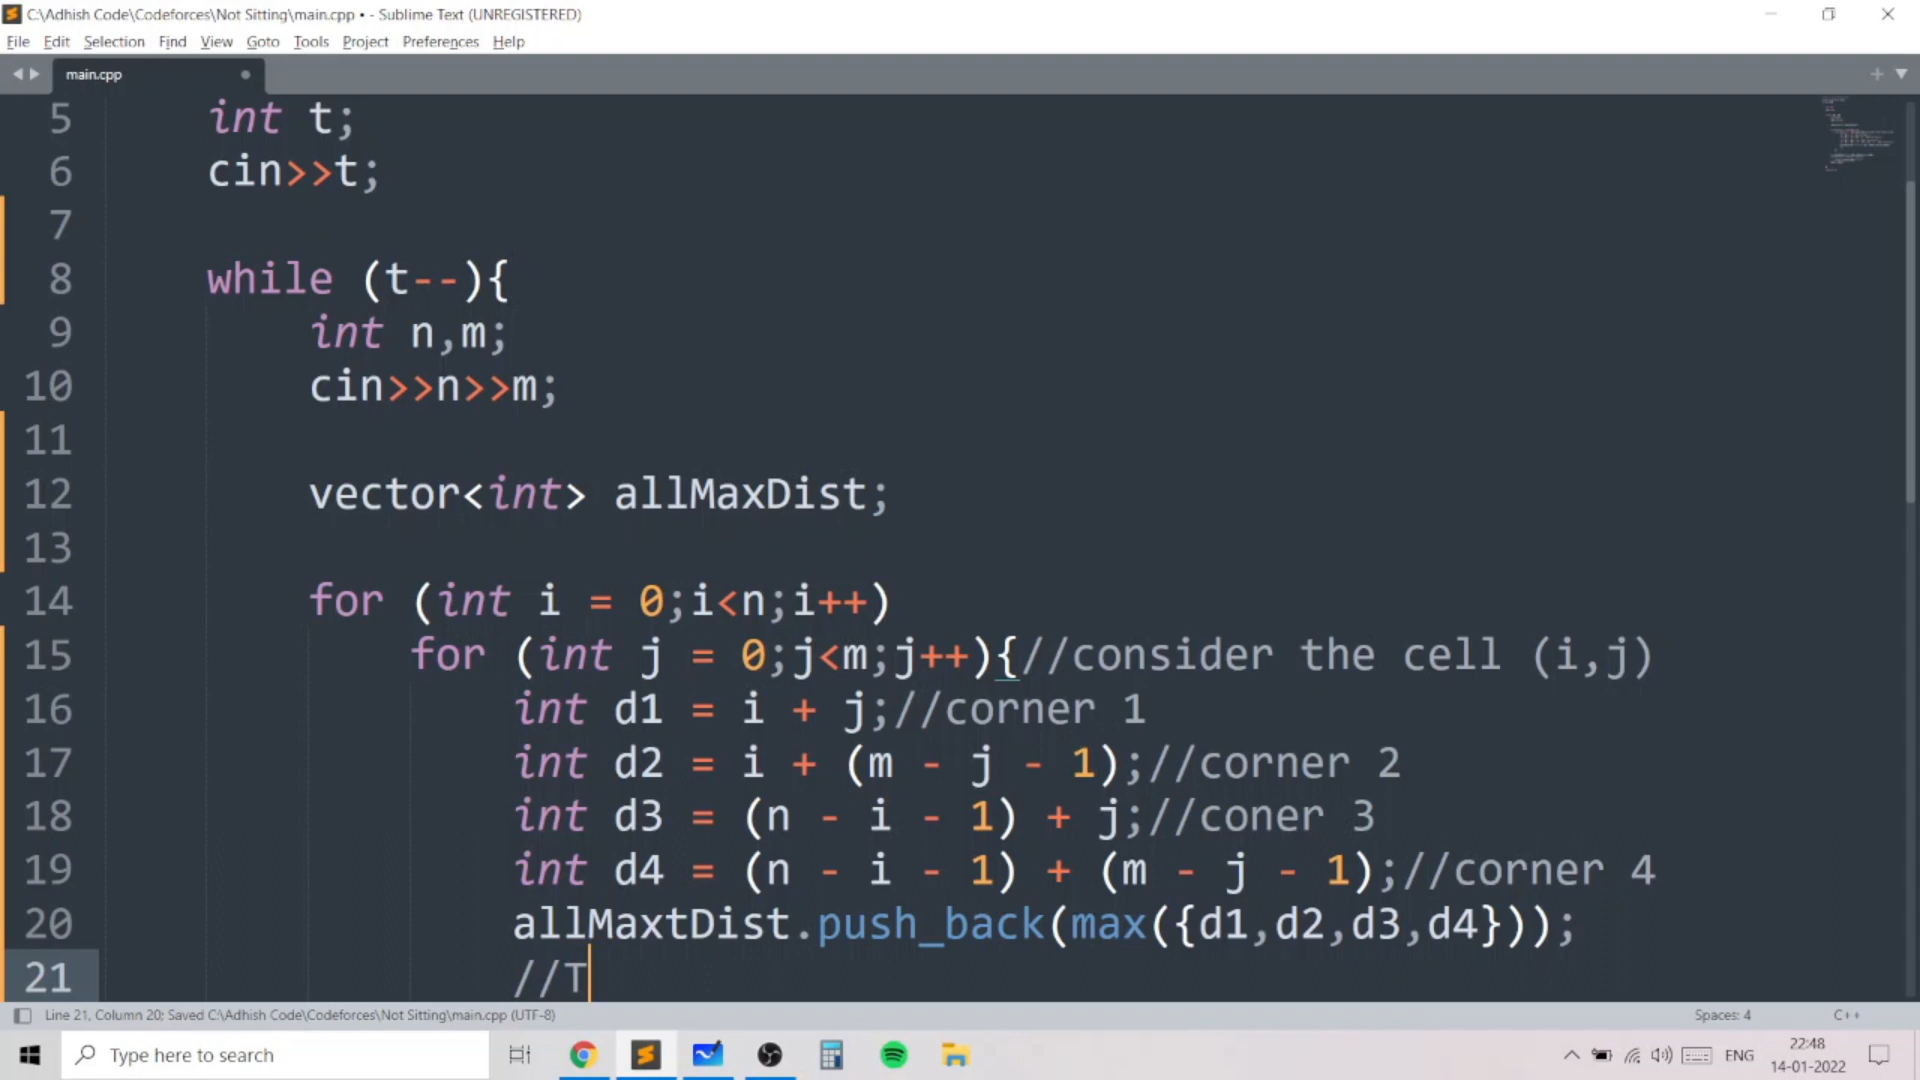 C:\Adhish Code\Codeforces\Not Sitting\main.cpp • - Sublime Text (UNREGISTERED)
File Edit Selection Find View Goto Tools Project Preferences Help
main.cpp
5 int t;
6 cin>>t;
7
8 while (t--){
9 int n,m;
10 cin>>n>>m;
11
12 vector<int> allMaxDist;
13
14 for (int i = 0;i<n;i++)
15 for (int j = 0;j<m;j++){//consider the cell (i,j)
16 int d1 = i + j;//corner 1
17 int d2 = i + (m - j - 1);//corner 2
18 int d3 = (n - i - 1) + j;//coner 3
19 int d4 = (n - i - 1) + (m - j - 1);//corner 4
20 allMaxtDist.push_back(max({d1,d2,d3,d4}));
21 //T
Line 21, Column 20; Saved C:\Adhish Code\Codeforces\Not Sitting\main.cpp (UTF-8) Spaces: 4 C++
Type here to search ENG 22:48
14-01-2022